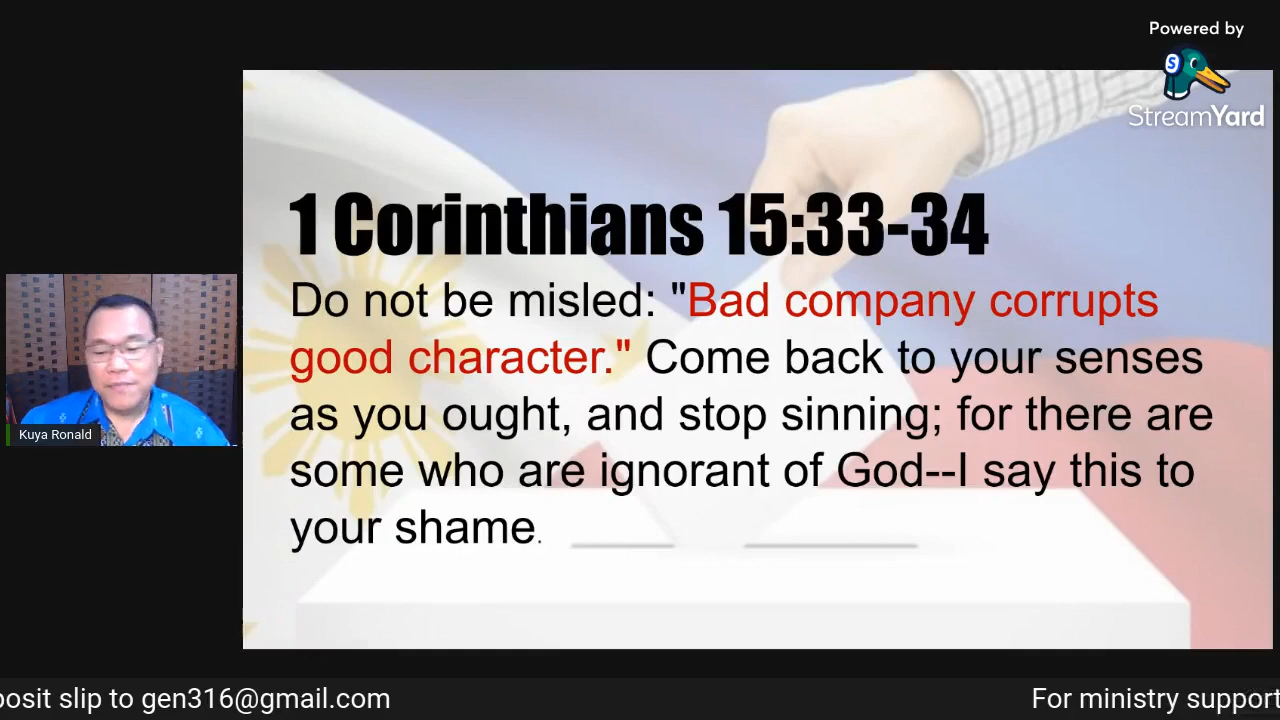 Powered by
StreamYard
1 Corinthians 15:33-34
Do not be misled: "Bad company corrupts
good character." Come back to your senses
as you ought, and stop sinning; for there are
some who are ignorant of God--I say this to
your shame.
Kuya Ronald
posit slip to gen316@gmail.com
For ministry support